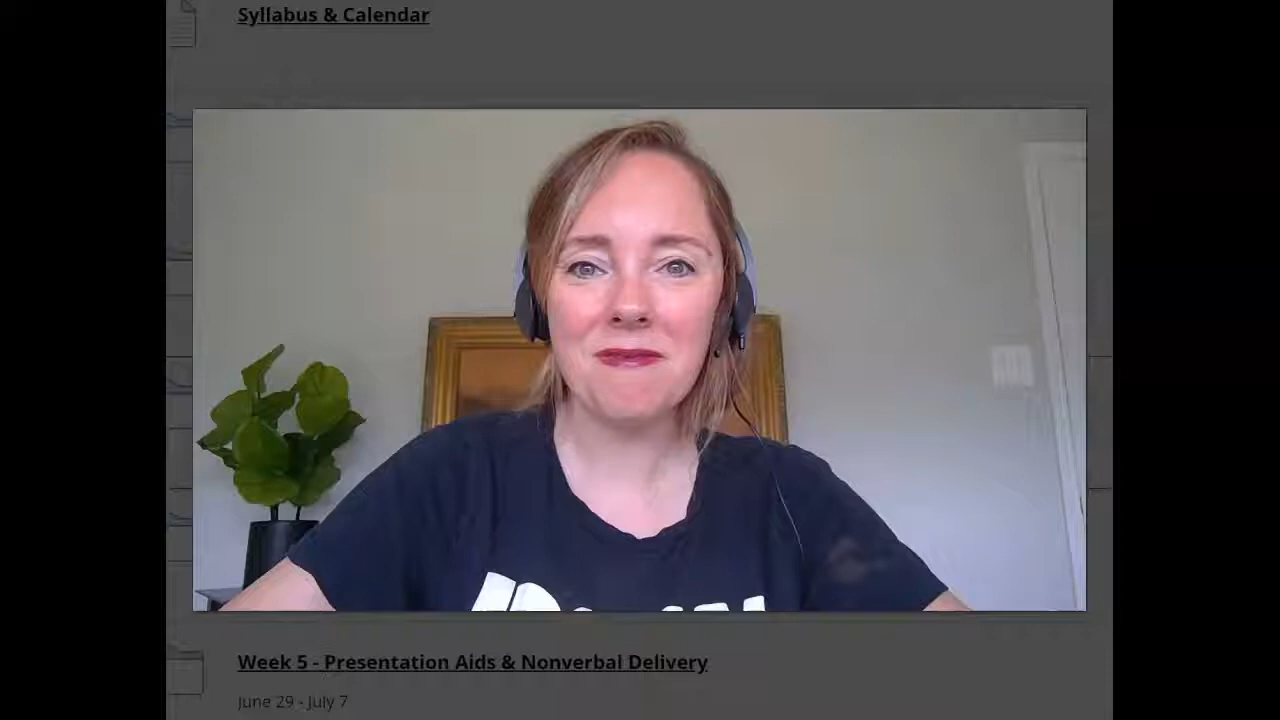 Syllabus & Calendar
Week 5 - Presentation Aids & Nonverbal Delivery
June 29 - July 7